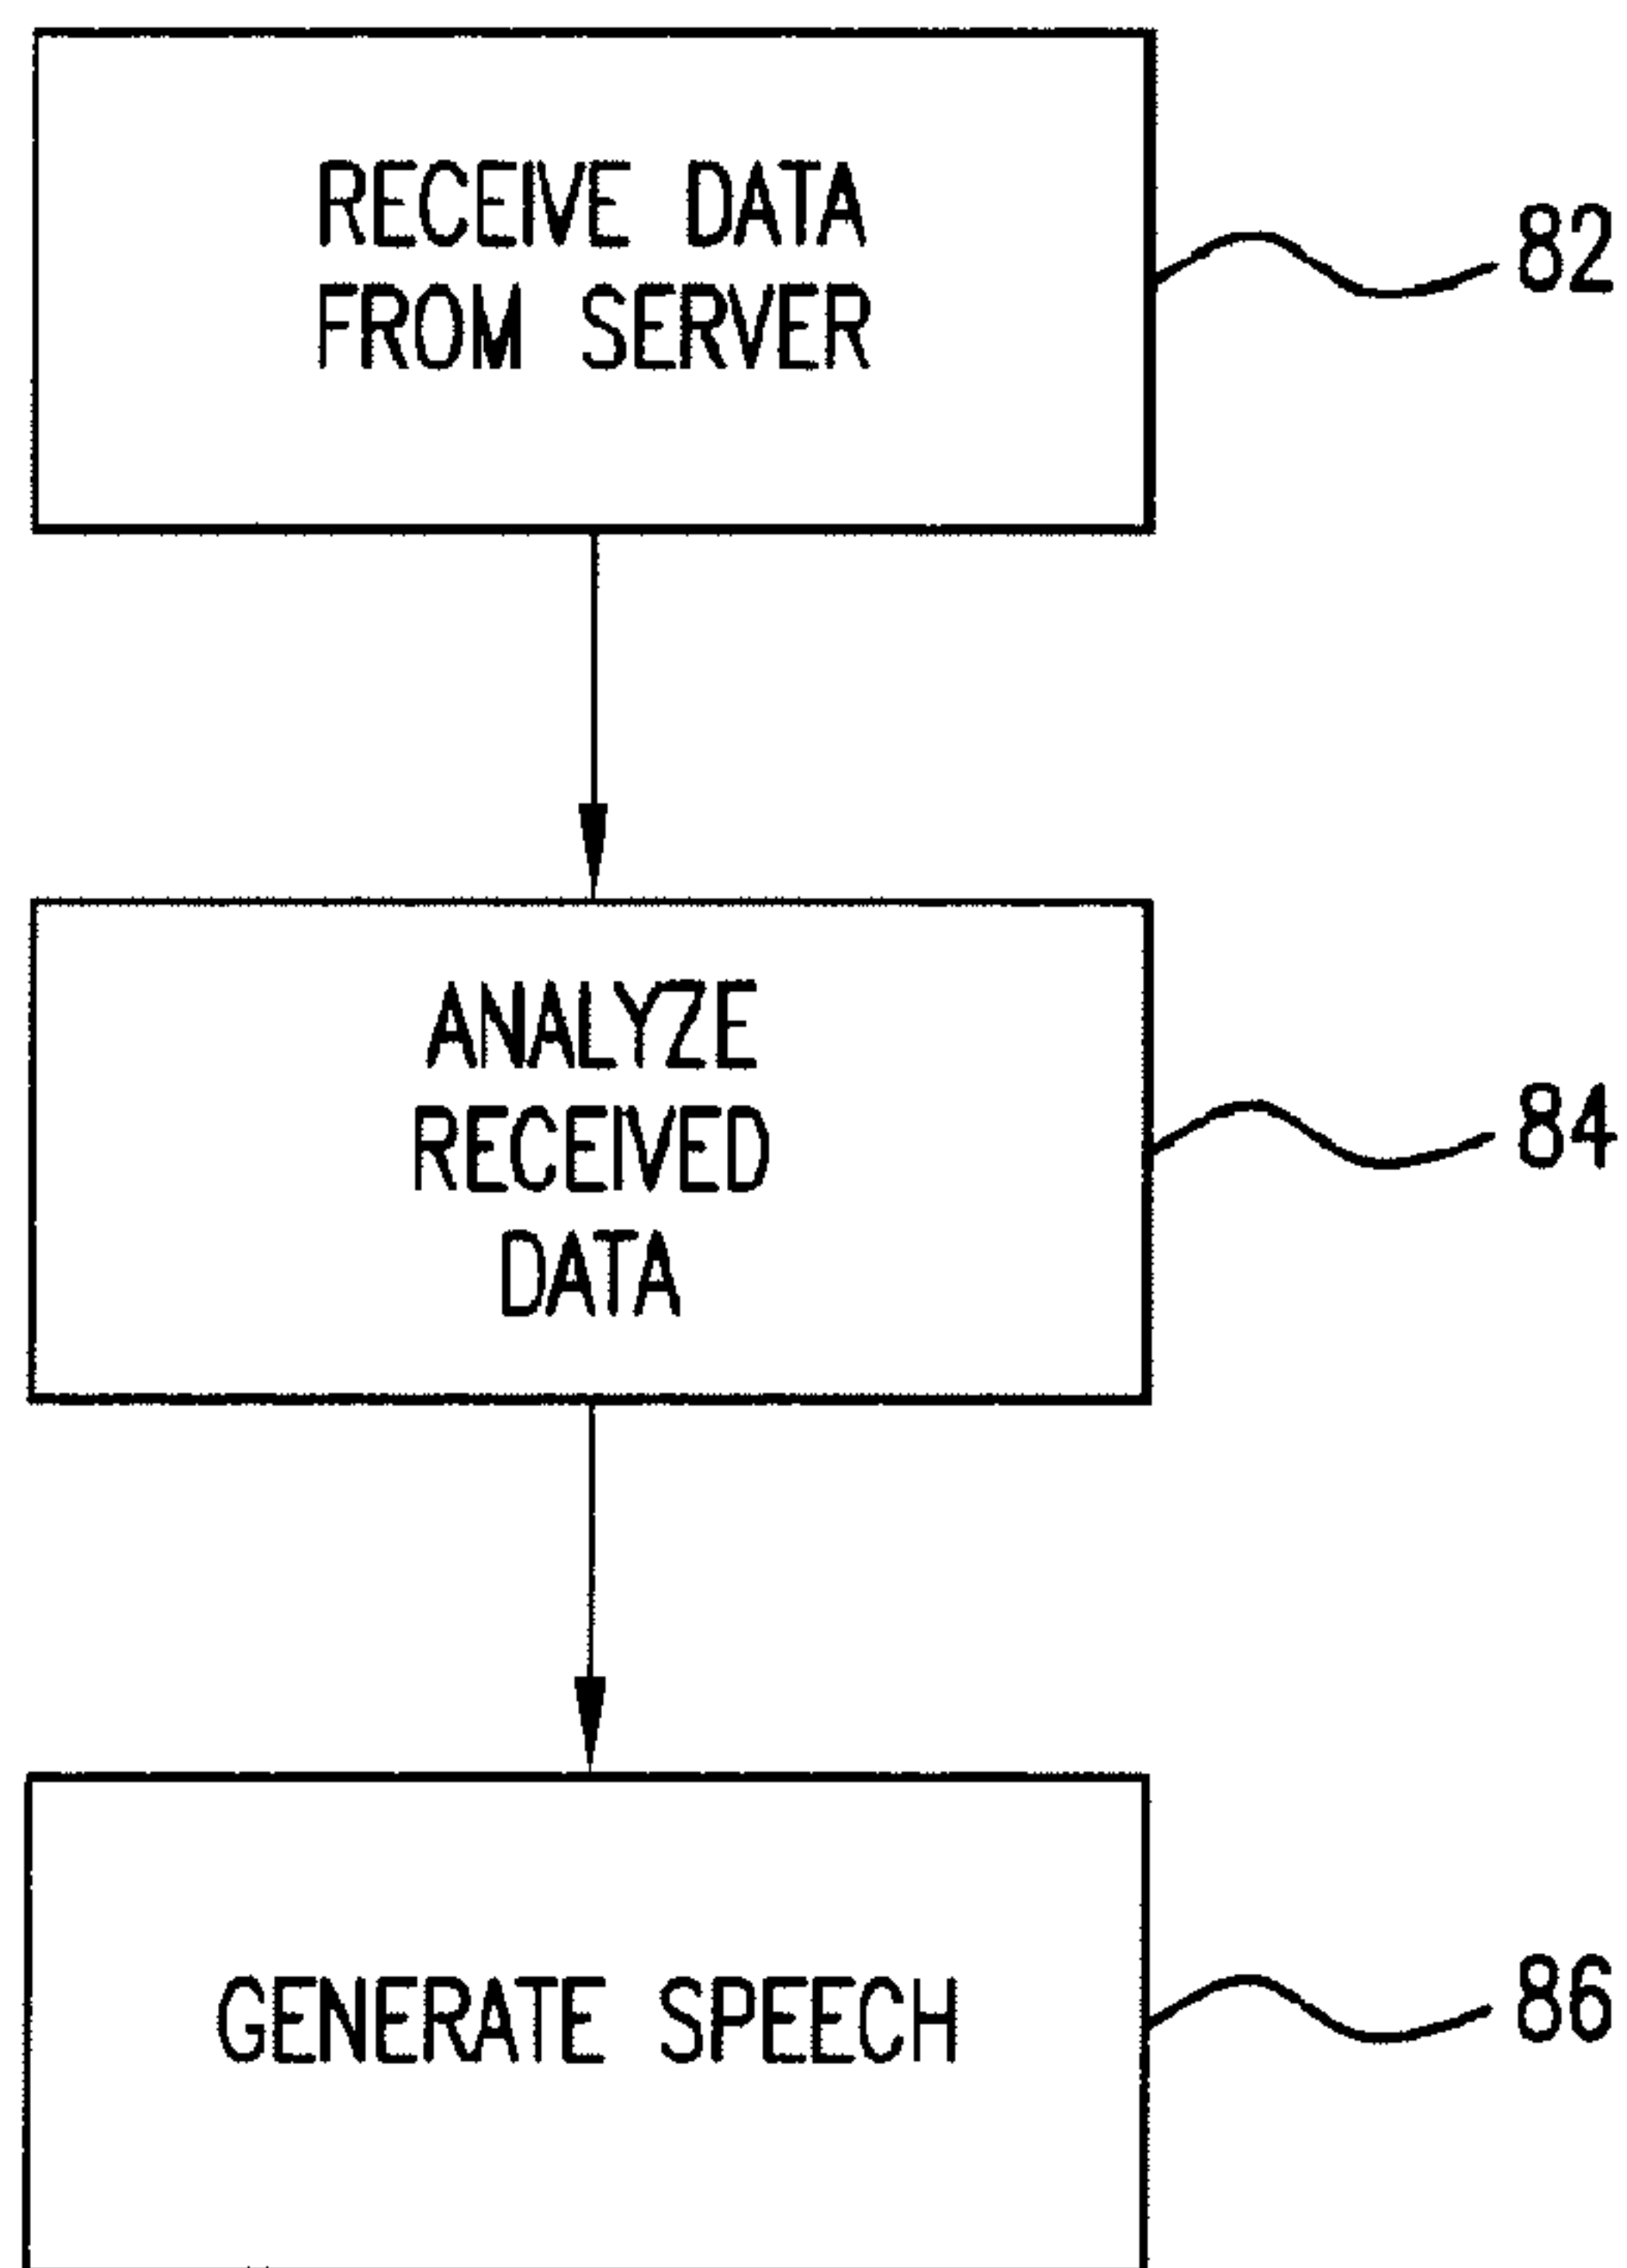 RECEIVE DATA
FROM SERVER
82
ANALYZE
RECEIVED
DATA
84
GENERATE SPEECH
86